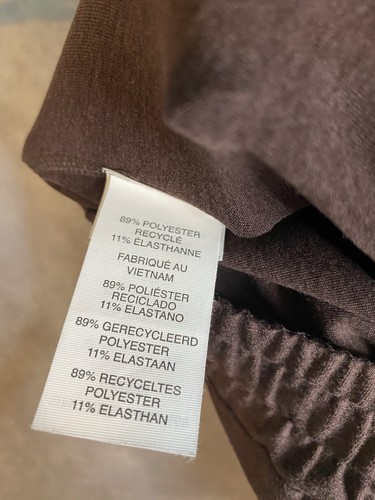 89% POLYESTER
RECYCLÉ
11% ÉLASTHANNE
FABRIQUÉ AU
VIETNAM
89% POLIÉSTER
RECICLADO
11% ELASTANO
89% GERECYCLEERD
POLYESTER
11% ELASTAAN
89% RECYCELTES
POLYESTER
11% ELASTHAN